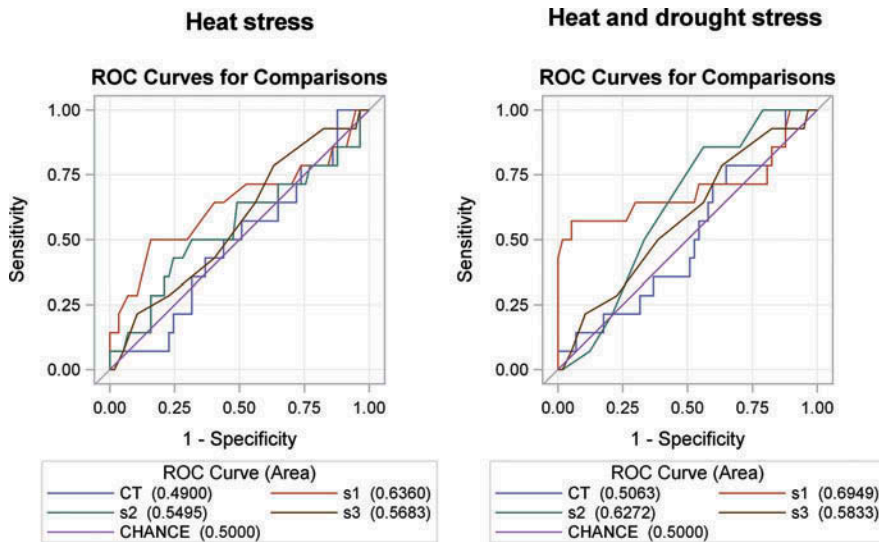 Heat stress
ROC Curves for Comparisons
1.00
0.75
0.50
0.25
0.00
Sensitivity
0.00 0.25 0.50 0.75 1.00
1 - Specificity
ROC Curve (Area)
CT (0.4900) s1 (0.6360)
s2 (0.5495) s3 (0.5683)
CHANCE (0.5000)
Heat and drought stress
ROC Curves for Comparisons
1.00
0.75
0.50
0.25
0.00
Sensitivity
0.00 0.25 0.50 0.75 1.00
1 - Specificity
ROC Curve (Area)
CT (0.5063) s1 (0.6949)
s2 (0.6272) s3 (0.5833)
CHANCE (0.5000)